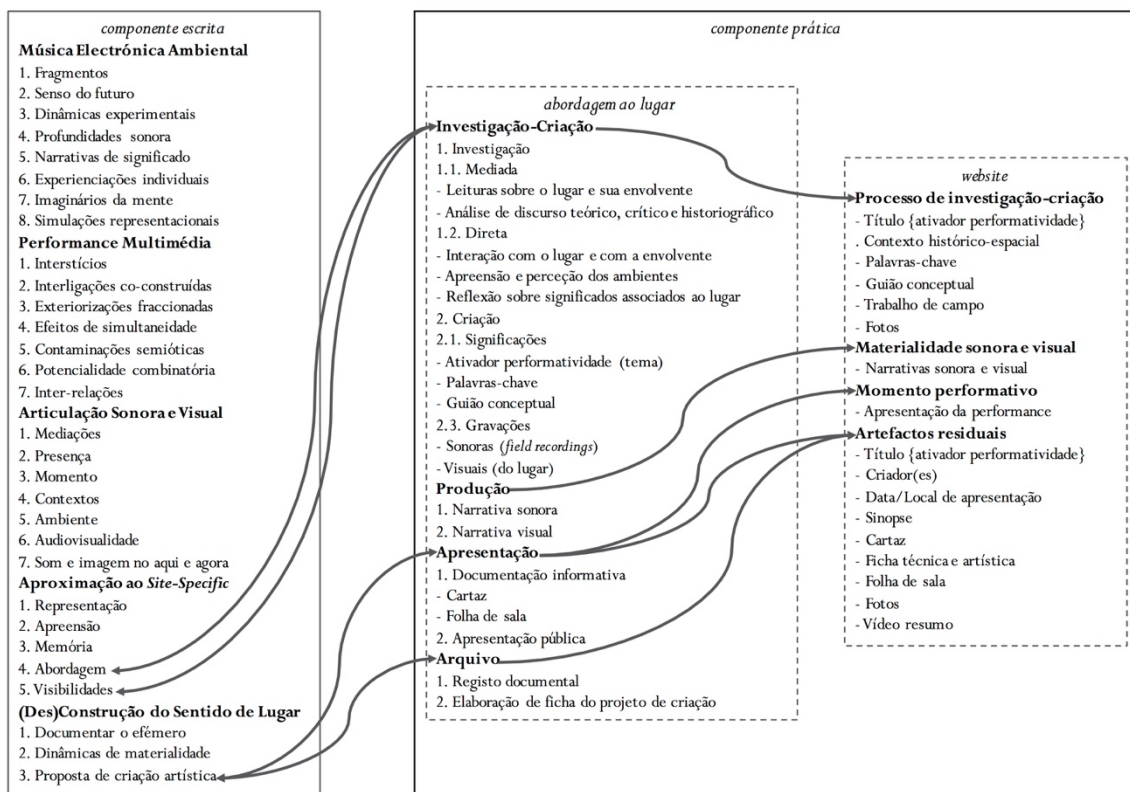 componente escrita
Música Electrónica Ambiental
1. Fragmentos
2. Senso do futuro
3. Dinâmicas experimentais
4. Profundidades sonora
5. Narrativas de significado
6. Experienciações individuais
7. Imaginários da mente
8. Simulações representacionais
Performance Multimédia
1. Interstícios
2. Interligações co-construídas
3. Exteriorizações fraccionadas
4. Efeitos de simultaneidade
5. Contaminações semióticas
6. Potencialidade combinatória
7. Inter-relações
Articulação Sonora e Visual
1. Mediações
2. Presença
3. Momento
4. Contextos
5. Ambiente
6. Audiovisualidade
7. Som e imagem no aqui e agora
Aproximação ao Site-Specific
1. Representação
2. Apreensão
3. Memória
4. Abordagem
5. Visibilidades
(Des)Construção do Sentido de Lugar
1. Documentar o efémero
2. Dinâmicas de materialidade
3. Proposta de criação artística
componente prática
abordagem ao lugar
Investigação-Criação
1. Investigação
1.1. Mediada
- Leituras sobre o lugar e sua envolvente
- Análise de discurso teórico, crítico e historiográfico
1.2. Direta
- Interação com o lugar e com a envolvente
- Apreensão e perceção dos ambientes
- Reflexão sobre significados associados ao lugar
2. Criação
2.1. Significações
- Ativador performatividade (tema)
- Palavras-chave
- Guião conceptual
2.3. Gravações
- Sonoras (field recordings)
- Visuais (do lugar)
Produção
1. Narrativa sonora
2. Narrativa visual
Apresentação
1. Documentação informativa
- Cartaz
- Folha de sala
2. Apresentação pública
Arquivo
1. Registo documental
2. Elaboração de ficha do projeto de criação
website
Processo de investigação-criação
- Título {ativador performatividade}
. Contexto histórico-espacial
- Palavras-chave
- Guião conceptual
- Trabalho de campo
- Fotos
Materialidade sonora e visual
- Narrativas sonora e visual
Momento performativo
- Apresentação da performance
Artefactos residuais
- Título {ativador performatividade}
- Criador(es)
- Data/Local de apresentação
- Sinopse
- Cartaz
- Ficha técnica e artística
- Folha de sala
- Fotos
- Vídeo resumo